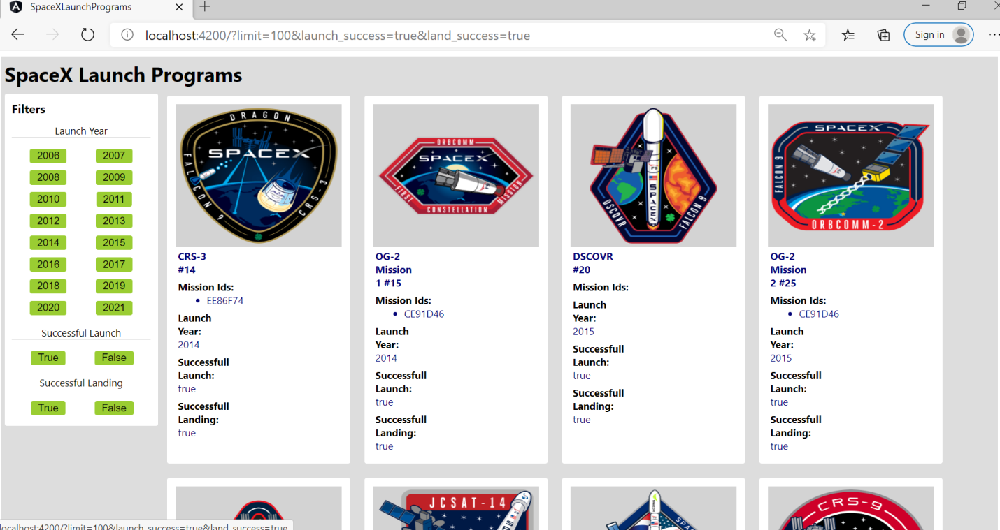 SpaceXLaunchPrograms
localhost:4200/?limit=100&launch_success=true&land_success=true
Sign in
SpaceX Launch Programs
Filters
Launch Year
2006 2007
2008 2009
2010 2011
2012 2013
2014 2015
2016 2017
2018 2019
2020 2021
Successful Launch
True False
Successful Landing
True False
DRAGON
SPACEX
FALCON 9
CRS-3
CRS-3
#14
Mission Ids:
EE86F74
Launch
Year:
2014
Successfull
Launch:
true
Successfull
Landing:
true
ORBCOMM
SPACEX
FIRST
CONSTELLATION
MISSION
OG-2
Mission
1 #15
Mission Ids:
CE91D46
Launch
Year:
2014
Successfull
Launch:
true
Successfull
Landing:
true
F9
SPACEX
DSCOVR
FALCON 9
DSCOVR
#20
Mission Ids:
Launch
Year:
2015
Successfull
Launch:
true
Successfull
Landing:
true
SPACEX
FALCON 9
ORBCOMM-2
OG-2
Mission
2 #25
Mission Ids:
CE91D46
Launch
Year:
2015
Successfull
Launch:
true
Successfull
Landing:
true
JCSAT-14
CRS-9
localhost:4200/?limit=100&launch_success=true&land_success=true